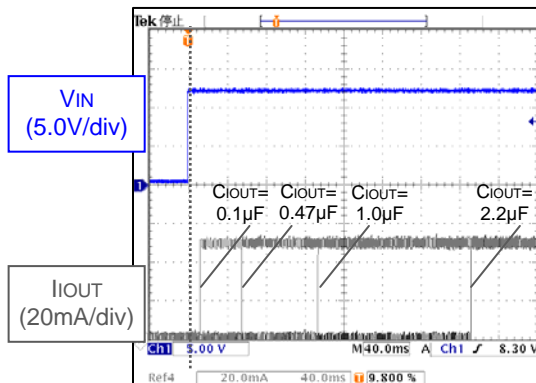 Tek 停止
VIN
(5.0V/div)
CIOUT=
0.1µF
CIOUT=
0.47µF
CIOUT=
1.0µF
CIOUT=
2.2µF
IIOUT
(20mA/div)
Ch1 5.00 V M 40.0ms A Ch1 8.30 V
Ref4 20.0mA 40.0ms T 9.800 %